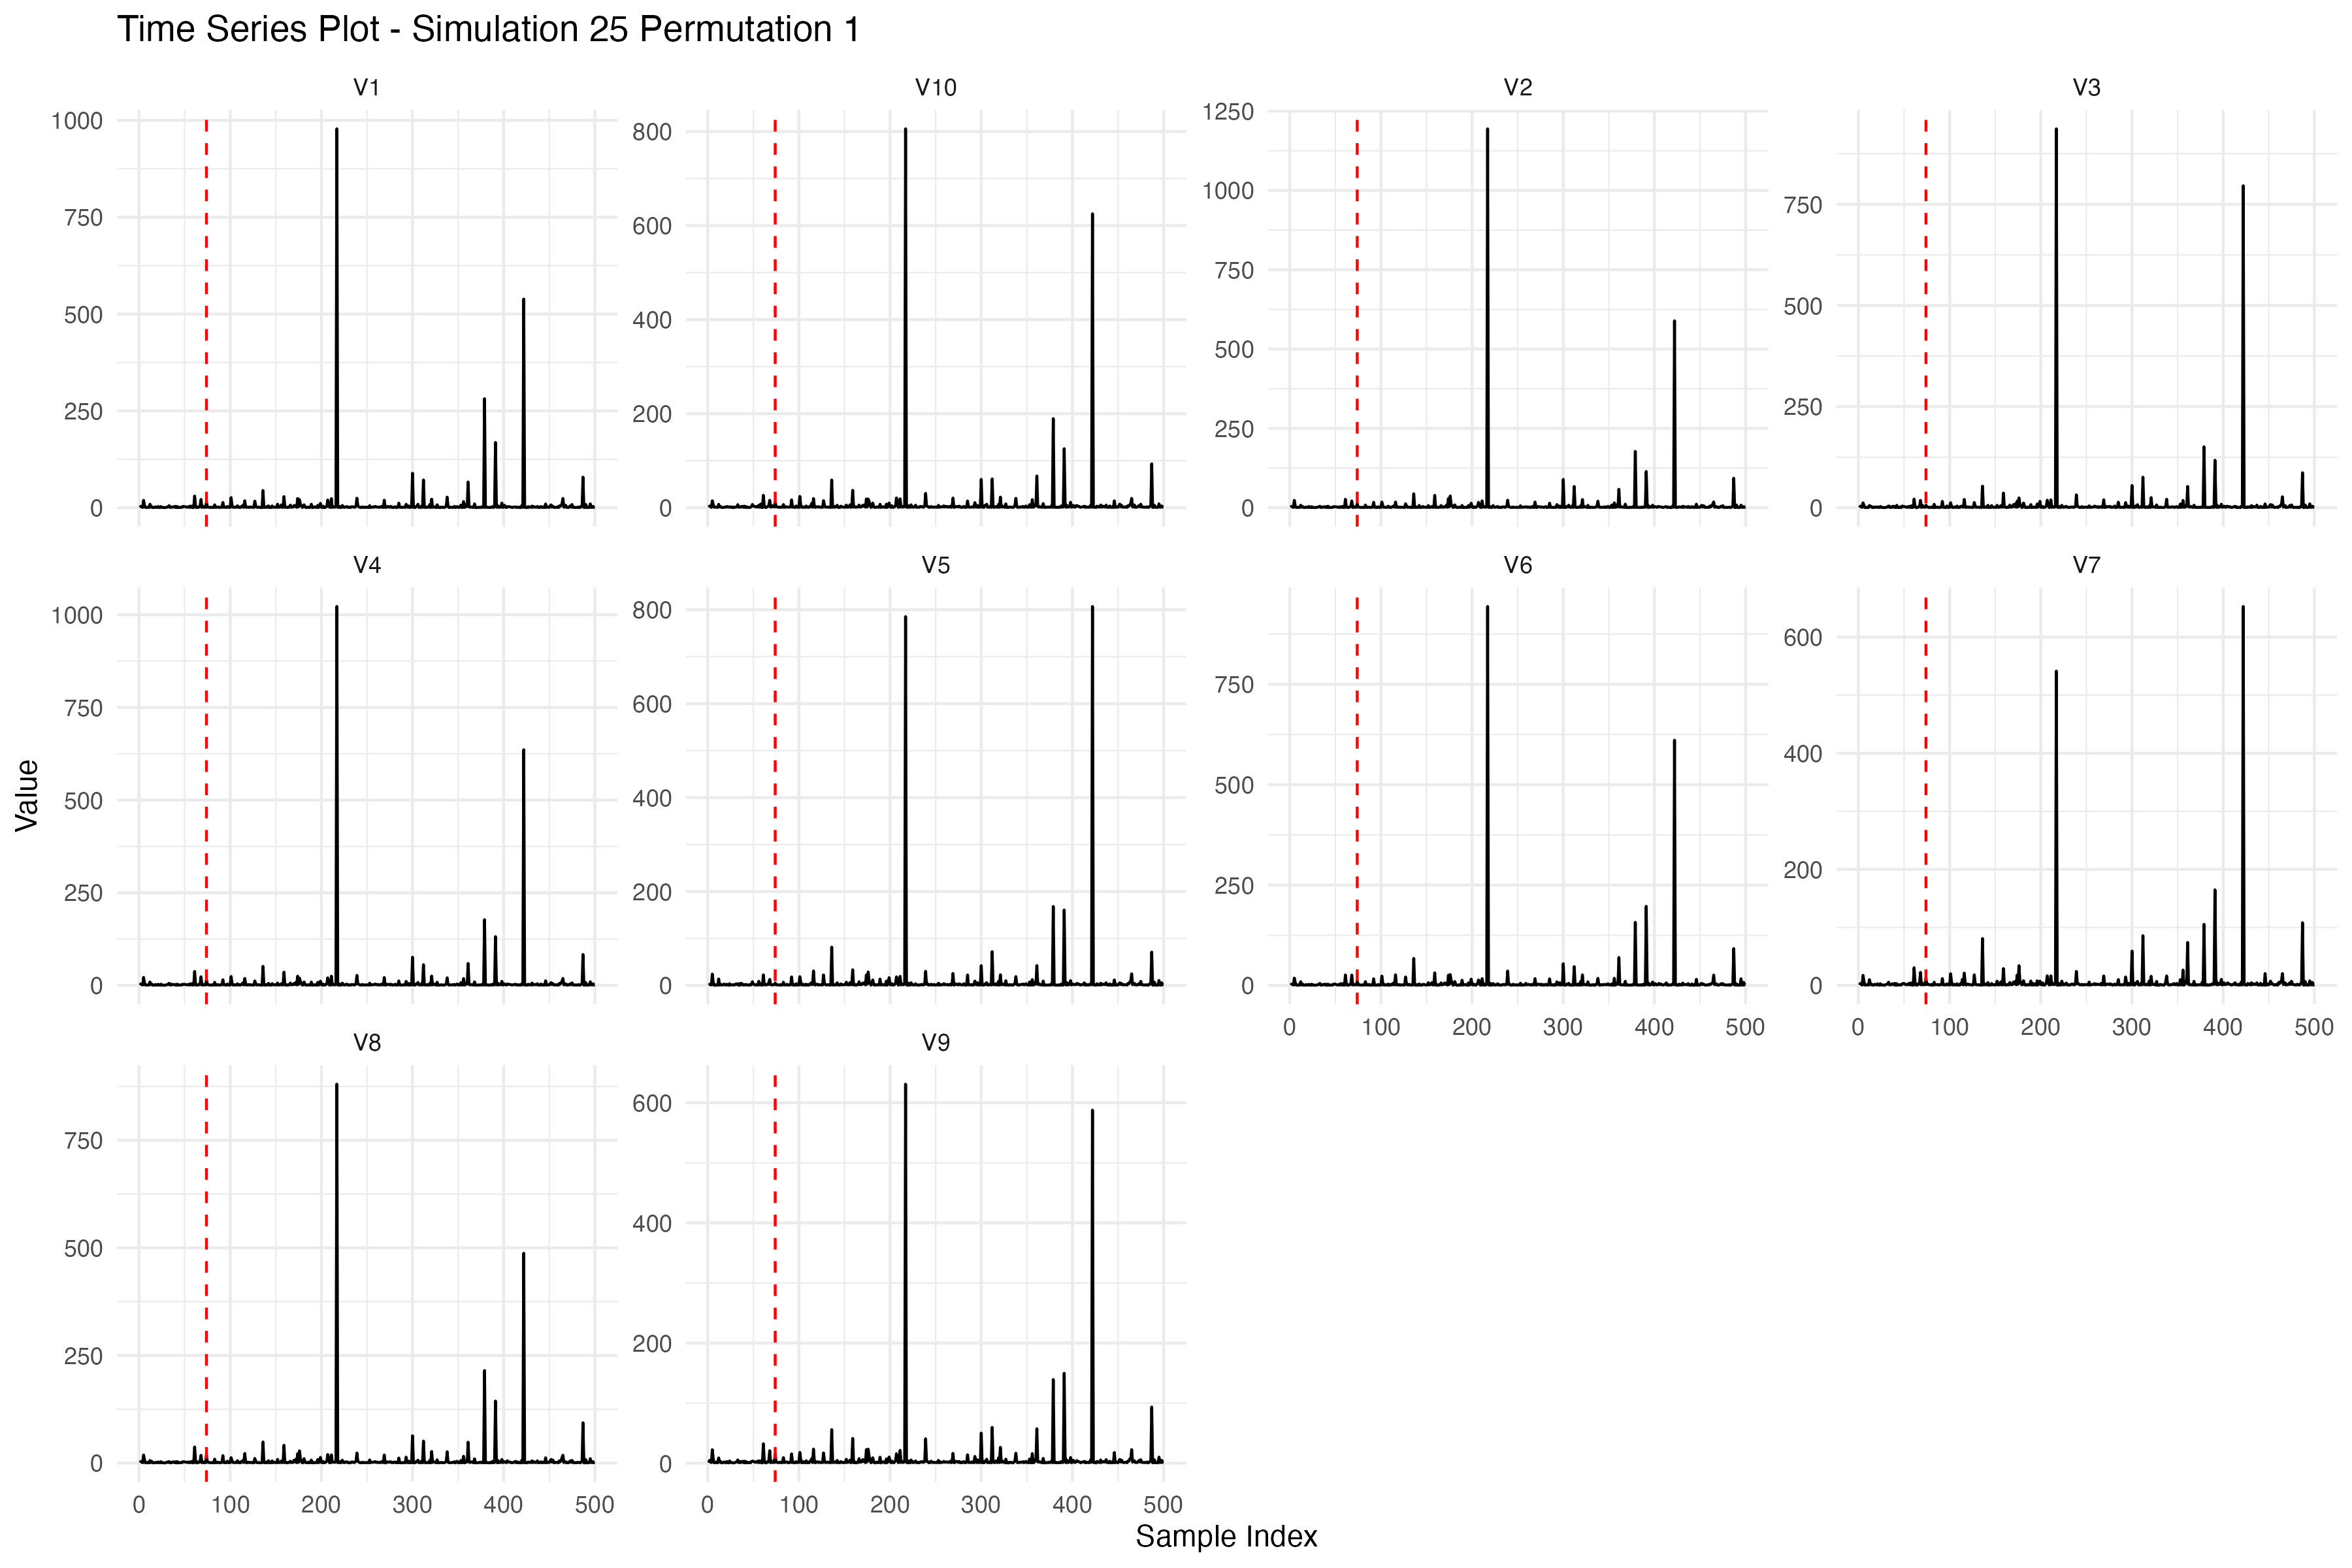 Time Series Plot - Simulation 25 Permutation 1
V1 V10 V2 V3
1000 750 500 250 0
800 600 400 200 0
1250 1000 750 500 250 0
750 500 250 0
V4 V5 V6 V7
1000 750 500 250 0
800 600 400 200 0
750 500 250 0
600 400 200 0
0 100 200 300 400 500
0 100 200 300 400 500
Value
V8 V9
750 500 250 0
600 400 200 0
0 100 200 300 400 500
0 100 200 300 400 500
Sample Index